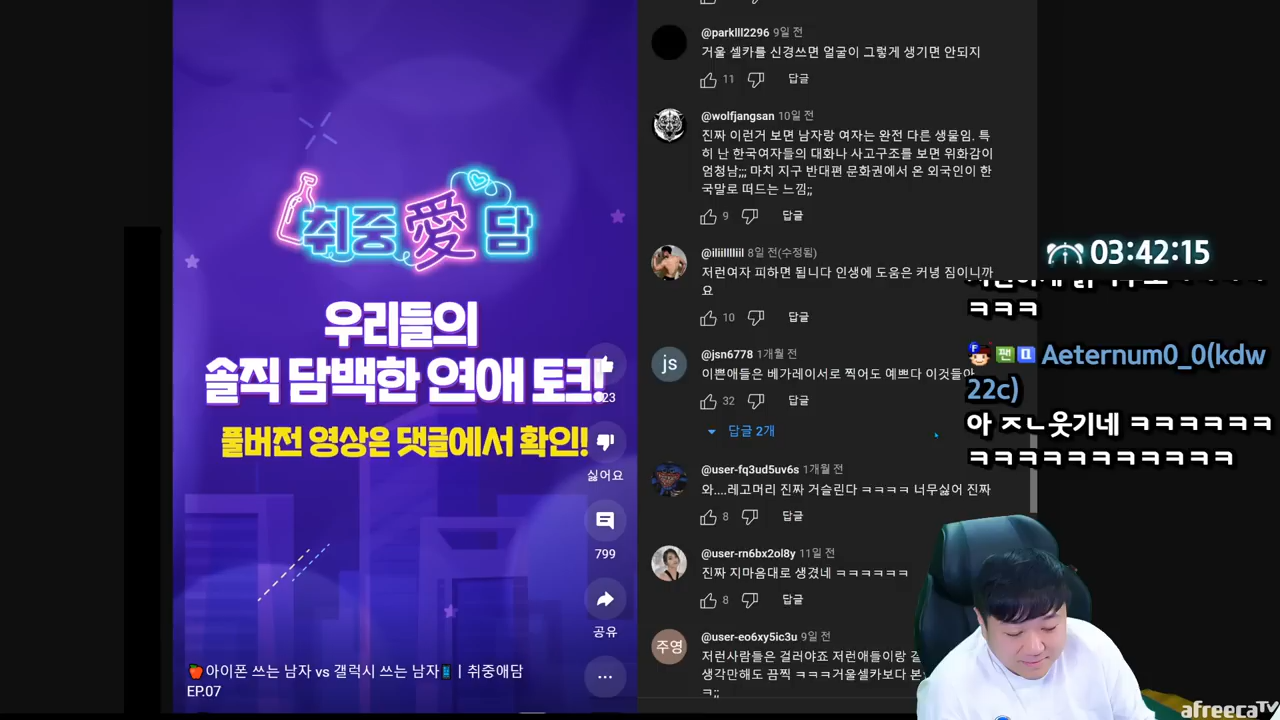 취중愛담
우리들의
솔직 담백한 연애 토크!
풀버전 영상은 댓글에서 확인!
싫어요
799
공유
🍎아이폰 쓰는 남자 vs 갤럭시 쓰는 남자📱 | 취중애담
EP.07
@parklll2296 9일 전
거울 셀카를 신경쓰면 얼굴이 그렇게 생기면 안되지
11 답글
@wolfjangsan 10일 전
진짜 이런거 보면 남자랑 여자는 완전 다른 생물임. 특
히 난 한국여자들의 대화나 사고구조를 보면 위화감이
엄청남;;; 마치 지구 반대편 문화권에서 온 외국인이 한
국말로 떠드는 느낌;;
9 답글
8일 전(수정됨)
저런여자 피하면 됩니다 인생에 도움은 커녕 짐이니까
요
10 답글
js
@jsn6778 1개월 전
이쁜애들은 베가레이서로 찍어도 예쁘다 이것들아
32 답글
답글 2개
@user-fq3ud5uv6s 1개월 전
와....레고머리 진짜 거슬린다 ㅋㅋㅋㅋ 너무싫어 진짜
8 답글
@user-rn6bx2ol8y 11일 전
진짜 지마음대로 생겼네 ㅋㅋㅋㅋㅋㅋ
8 답글
주영
@user-eo6xy5ic3u 9일 전
저런사람들은 걸러야죠 저런애들이랑
생각만해도 끔찍 ㅋㅋㅋ거울셀카보다
ㅋ;;
03:42:15
ㅋㅋㅋ
팬
Aeternum0_0(kdw
22c)
아 ㅈㄴ웃기네 ㅋㅋㅋㅋㅋㅋ
ㅋㅋㅋㅋㅋㅋㅋㅋㅋㅋㅋ
afreecaTV